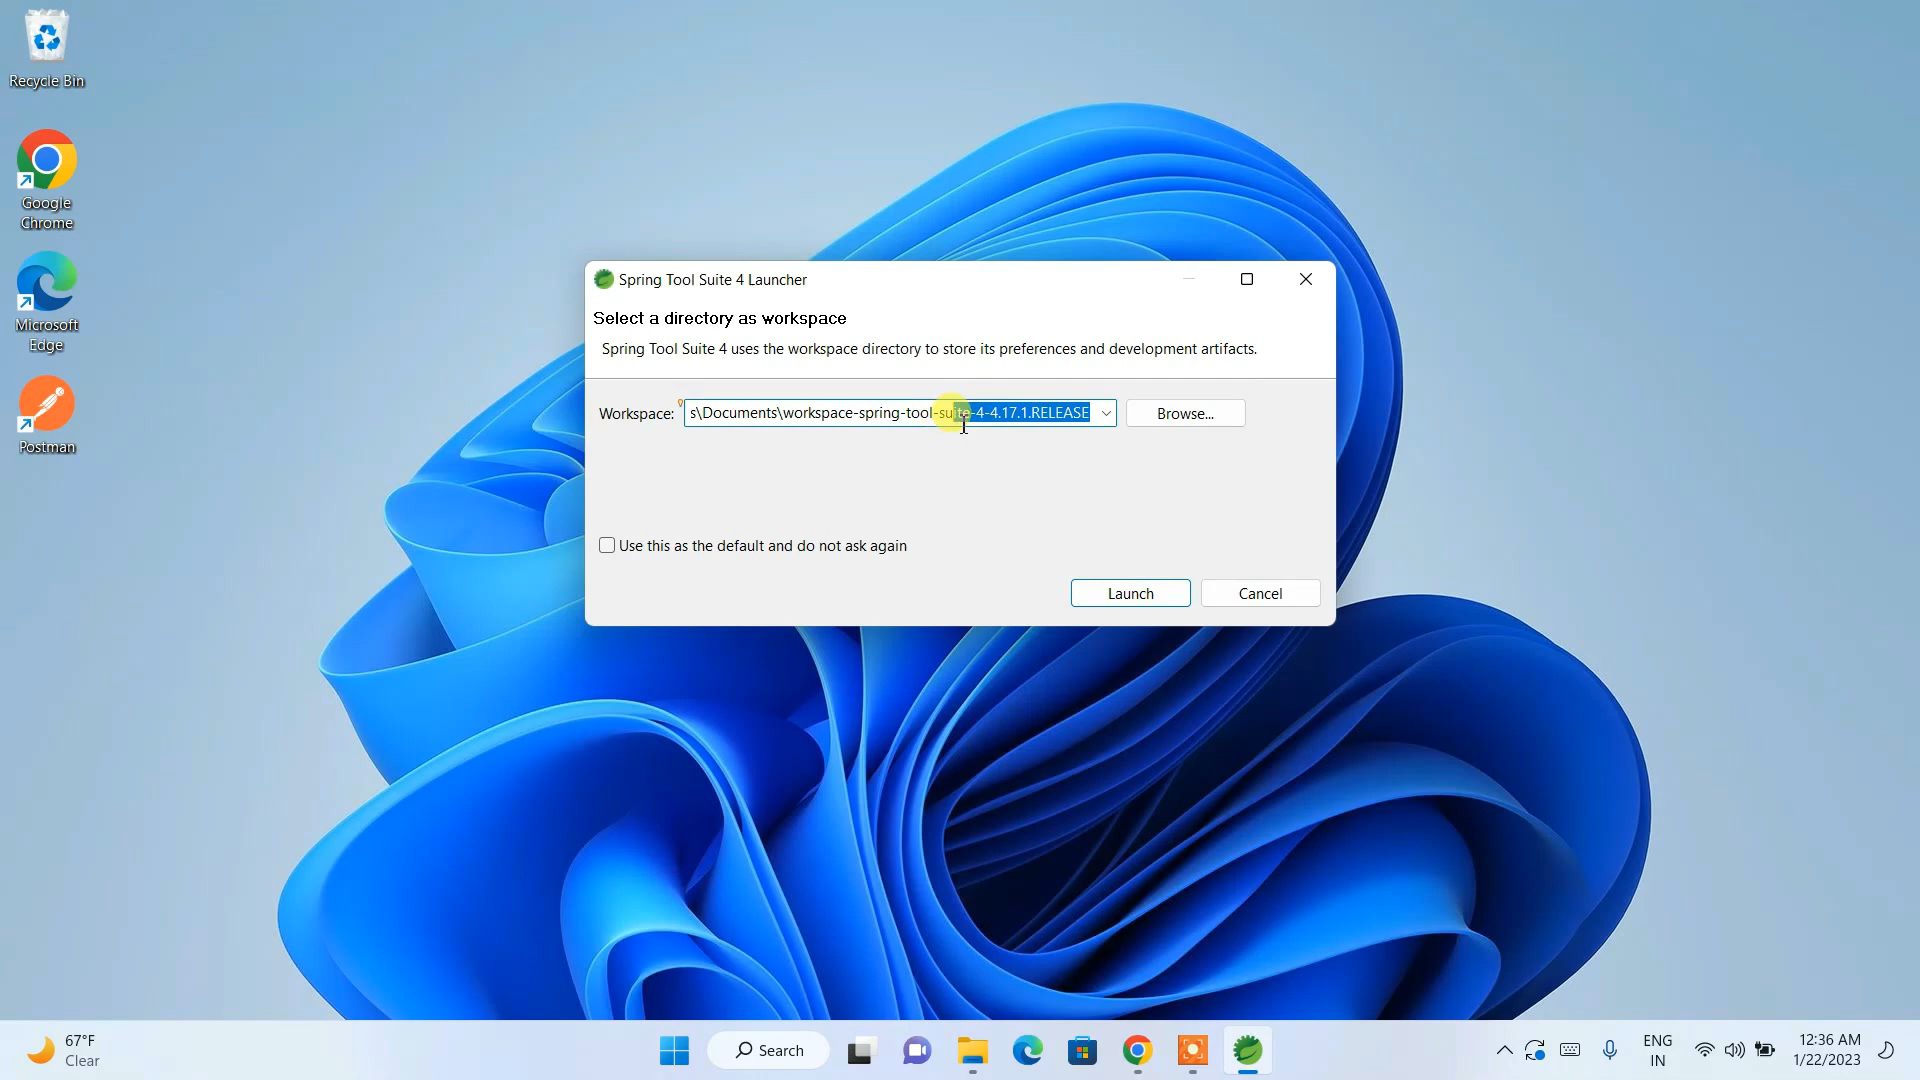 Recycle Bin
Google
Chrome
Microsoft
Edge
Postman
Spring Tool Suite 4 Launcher
Select a directory as workspace
Spring Tool Suite 4 uses the workspace directory to store its preferences and development artifacts.
Workspace: s\Documents\workspace-spring-tool-suite-4-4.17.1.RELEASE Browse...
Use this as the default and do not ask again
Launch Cancel
67°F
Clear
Search
ENG
IN
12:36 AM
1/22/2023